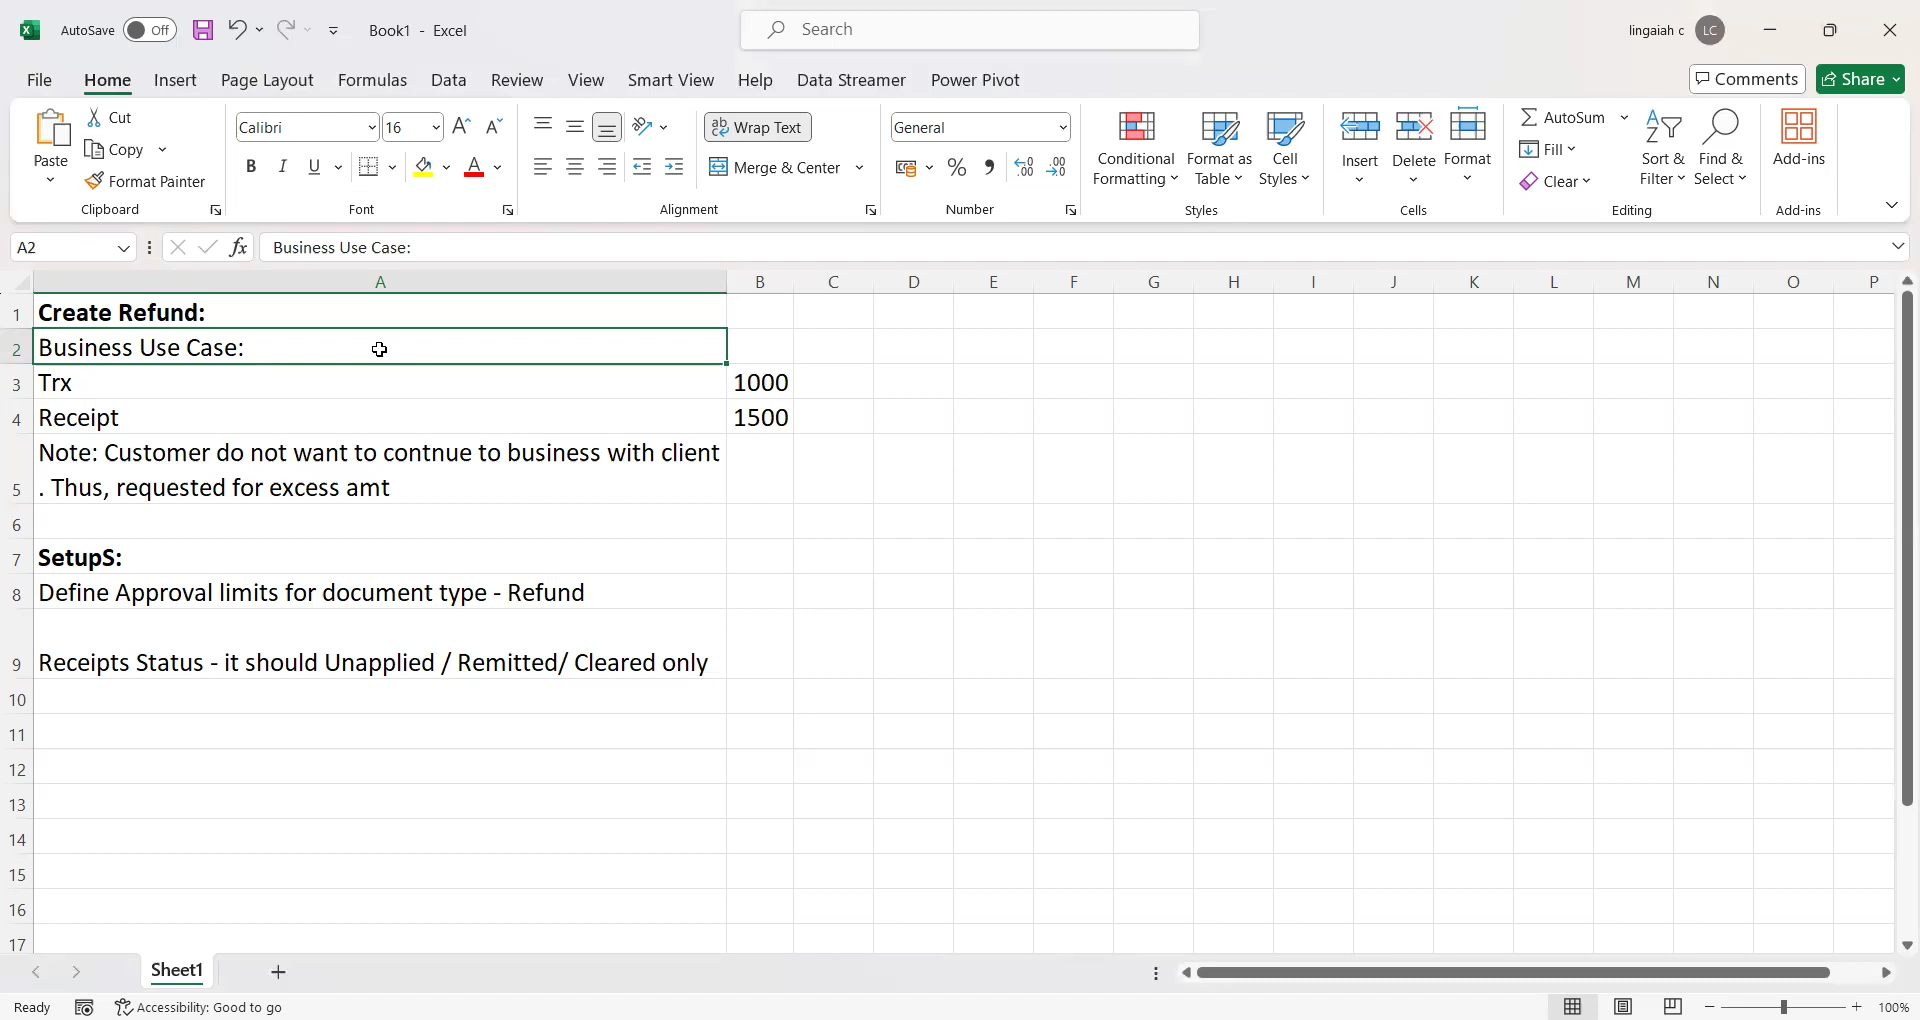 AutoSave Off Book1 - Excel Search lingaiah c LC
File Home Insert Page Layout Formulas Data Review View Smart View Help Data Streamer Power Pivot Comments Share
Paste Cut Copy Format Painter Clipboard
Calibri 16 B I U A Font
Wrap Text Merge & Center Alignment
General Number
Conditional Formatting Format as Table Cell Styles Styles
Insert Delete Format Cells
AutoSum Fill Clear Sort & Filter Find & Select Editing
Add-ins Add-ins
A2 fx Business Use Case:
A B C D E F G H I J K L M N O P
1 Create Refund:
2 Business Use Case:
3 Trx 1000
4 Receipt 1500
Note: Customer do not want to contnue to business with client
5 . Thus, requested for excess amt
6
7 SetupS:
8 Define Approval limits for document type - Refund
9 Receipts Status - it should Unapplied / Remitted/ Cleared only
10
11
12
13
14
15
16
17
Sheet1
Ready Accessibility: Good to go 100%